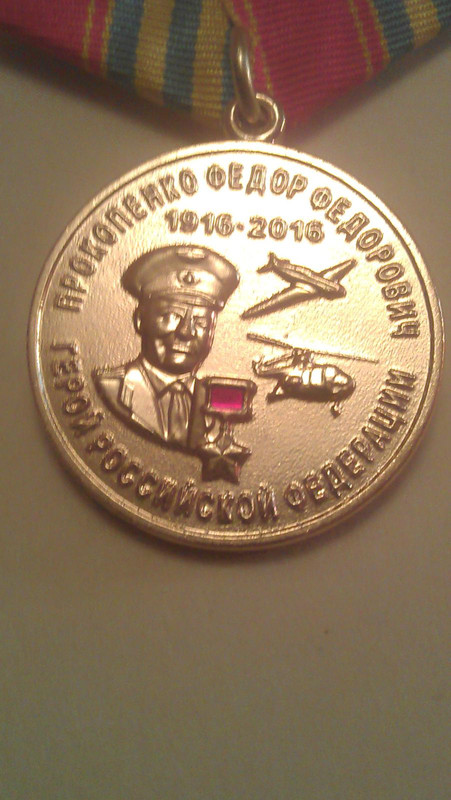 ПРОКОПЕНКО ФЕДОР ФЕДОРОВИЧ
1916-2016
ГЕРОЙ РОССИЙСКОЙ ФЕДЕРАЦИИ